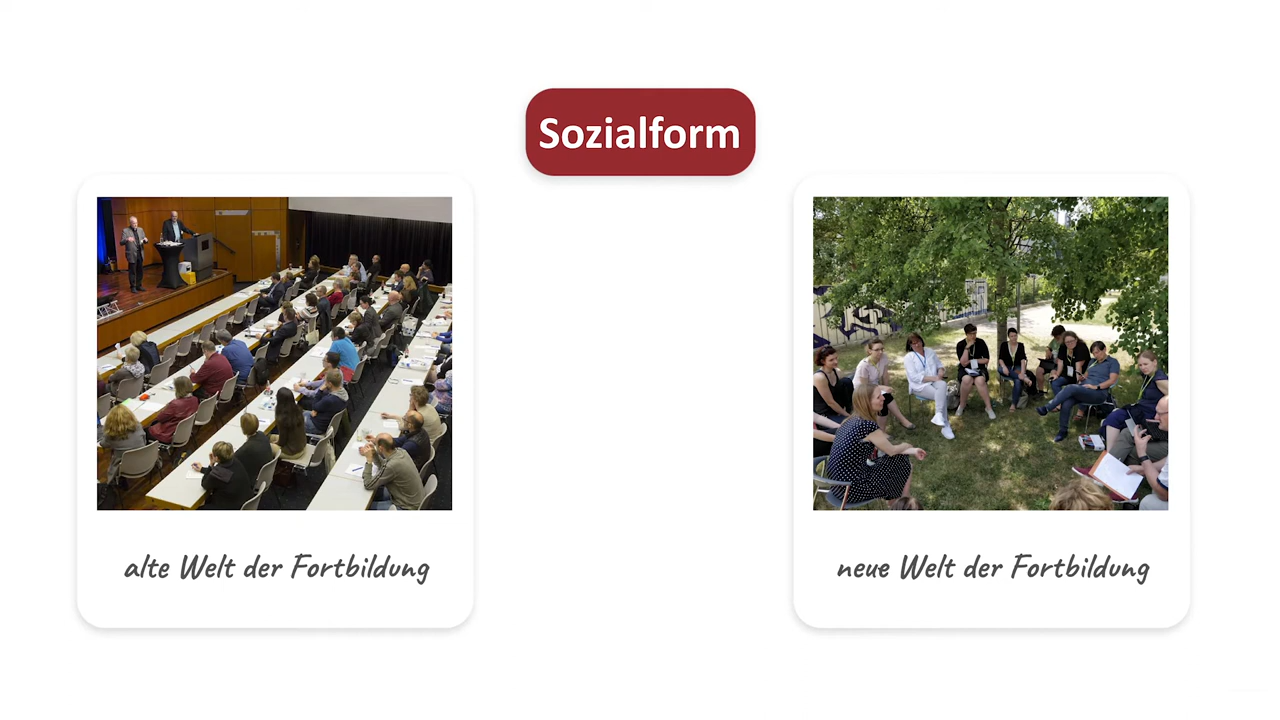 Sozialform
alte Welt der Fortbildung
neue Welt der Fortbildung